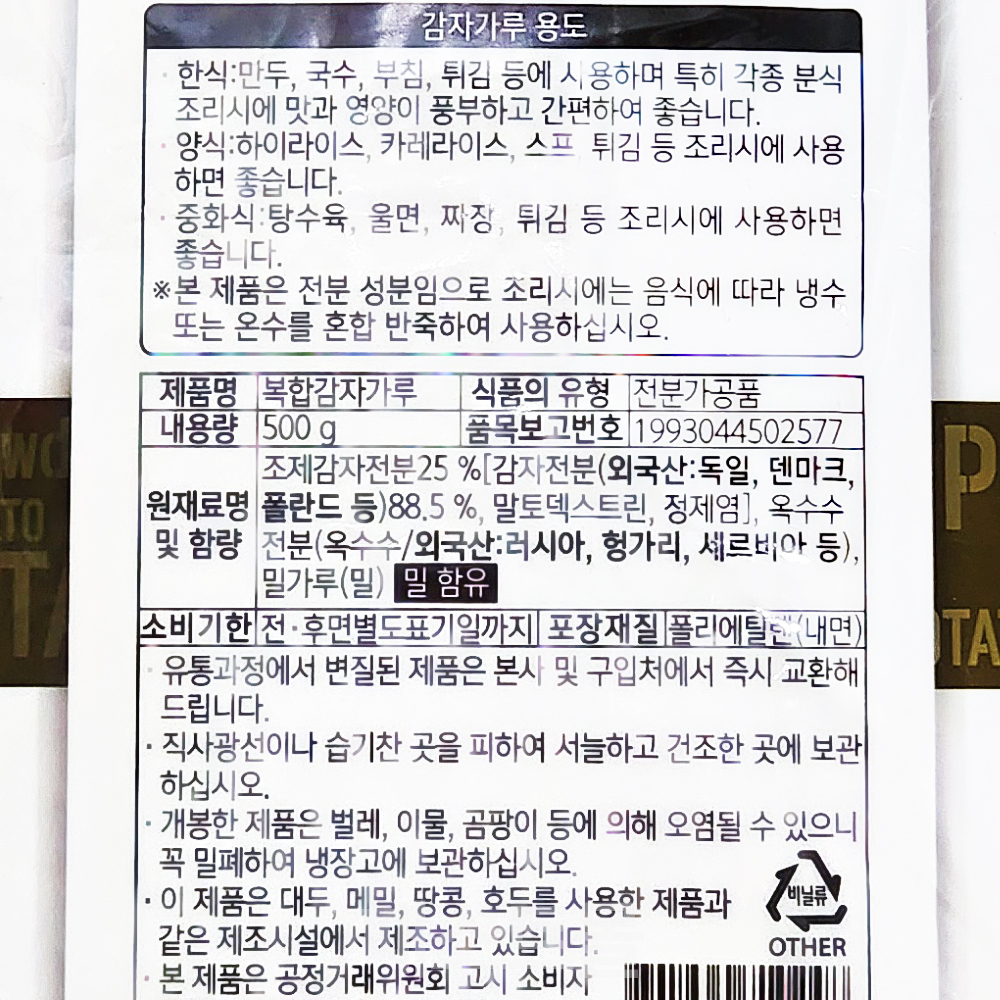 감자가루 용도
· 한식:만두, 국수, 부침, 튀김 등에 사용하며 특히 각종 분식
조리시에 맛과 영양이 풍부하고 간편하여 좋습니다.
· 양식:하이라이스, 카레라이스, 스프, 튀김 등 조리시에 사용
하면 좋습니다.
· 중화식:탕수육, 울면, 짜장, 튀김 등 조리시에 사용하면
좋습니다.
※본 제품은 전분 성분임으로 조리시에는 음식에 따라 냉수
또는 온수를 혼합 반죽하여 사용하십시오.
제품명 복합감자가루 식품의 유형 전분가공품
내용량 500 g 품목보고번호 1993044502577
조제감자전분25 %[감자전분(외국산:독일, 덴마크,
원재료명 폴란드 등)88.5 %, 말토덱스트린, 정제염], 옥수수
및 함량 전분(옥수수/외국산:러시아, 헝가리, 세르비아 등),
밀가루(밀) 밀 함유
소비기한 전·후면별도표기일까지 포장재질 폴리에틸렌(내면)
· 유통과정에서 변질된 제품은 본사 및 구입처에서 즉시 교환해
드립니다.
· 직사광선이나 습기찬 곳을 피하여 서늘하고 건조한 곳에 보관
하십시오.
· 개봉한 제품은 벌레, 이물, 곰팡이 등에 의해 오염될 수 있으니
꼭 밀폐하여 냉장고에 보관하십시오.
· 이 제품은 대두, 메밀, 땅콩, 호두를 사용한 제품과
같은 제조시설에서 제조하고 있습니다.
비닐류
OTHER
· 본 제품은 공정거래위원회 고시 소비자
TO